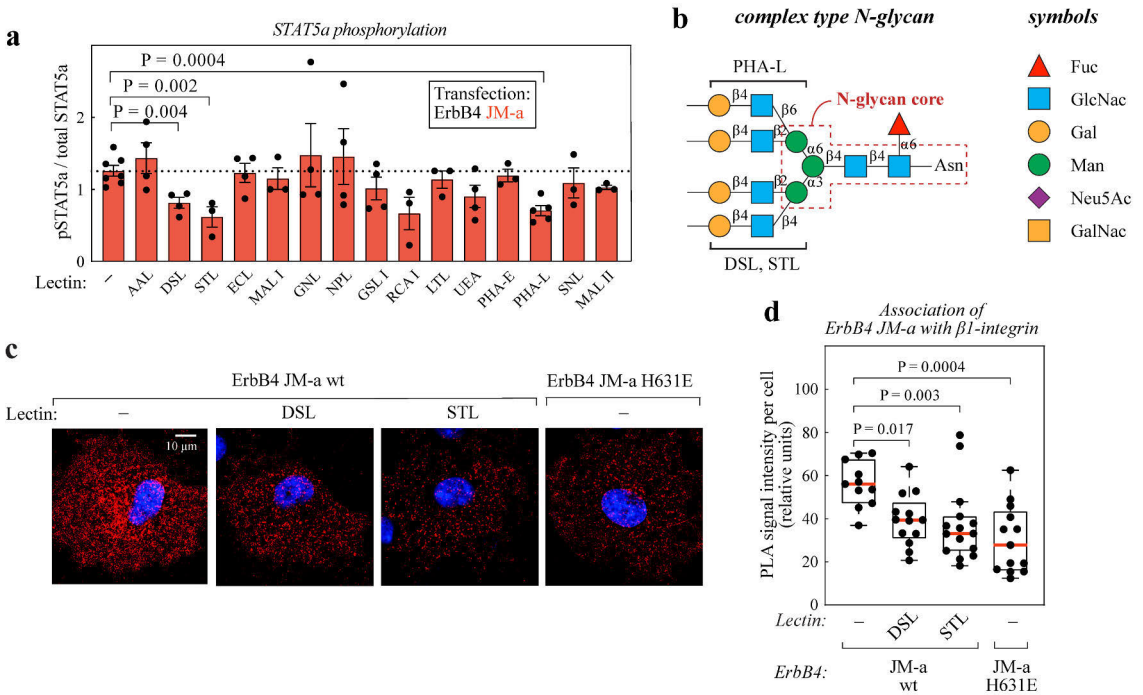 a
STAT5a phosphorylation
pSTAT5a / total STAT5a
2
1
0
P = 0.0004
P = 0.002
P = 0.004
Transfection:
ErbB4 JM-a
Lectin:
–
AAL
DSL
STL
ECL
MAL I
GNL
NPL
GSL I
RCA I
LTL
UEA
PHA-E
PHA-L
SNL
MAL II
b
complex type N-glycan
symbols
PHA-L
N-glycan core
β4
β6
β4
β2
α6
β4
β4
α6
Asn
α3
β4
β2
β4
β4
DSL, STL
Fuc
GlcNac
Gal
Man
Neu5Ac
GalNac
c
ErbB4 JM-a wt
ErbB4 JM-a H631E
Lectin:
–
DSL
STL
–
10 μm
d
Association of
ErbB4 JM-a with β1-integrin
PLA signal intensity per cell
(relative units)
100
80
60
40
20
0
P = 0.0004
P = 0.003
P = 0.017
Lectin:
–
DSL
STL
–
ErbB4:
JM-a
wt
JM-a
H631E